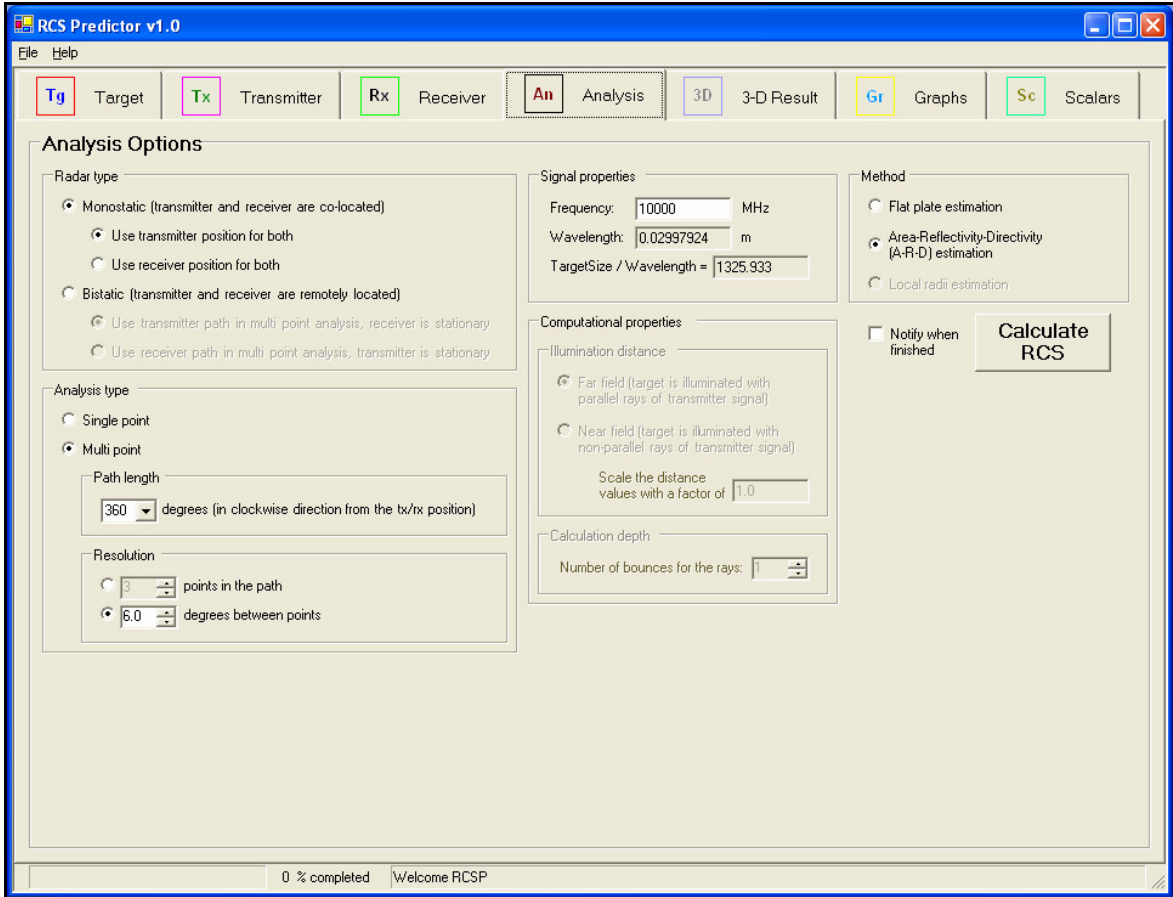 RCS Predictor v1.0
File Help
Tg Target Tx Transmitter Rx Receiver An Analysis 3D 3-D Result Gr Graphs Sc Scalars
Analysis Options
Radar type
Monostatic (transmitter and receiver are co-located)
Use transmitter position for both
Use receiver position for both
Bistatic (transmitter and receiver are remotely located)
Use transmitter path in multi point analysis, receiver is stationary
Use receiver path in multi point analysis, transmitter is stationary
Analysis type
Single point
Multi point
Path length
360 degrees (in clockwise direction from the tx/rx position)
Resolution
3 points in the path
6.0 degrees between points
Signal properties
Frequency: 10000 MHz
Wavelength: 0.02997924 m
TargetSize / Wavelength = 1325.933
Computational properties
Illumination distance
Far field (target is illuminated with
parallel rays of transmitter signal)
Near field (target is illuminated with
non-parallel rays of transmitter signal)
Scale the distance
values with a factor of 1.0
Calculation depth
Number of bounces for the rays: 1
Method
Flat plate estimation
Area-Reflectivity-Directivity
(A-R-D) estimation
Local radii estimation
Notify when
finished
Calculate
RCS
0 % completed Welcome RCSP